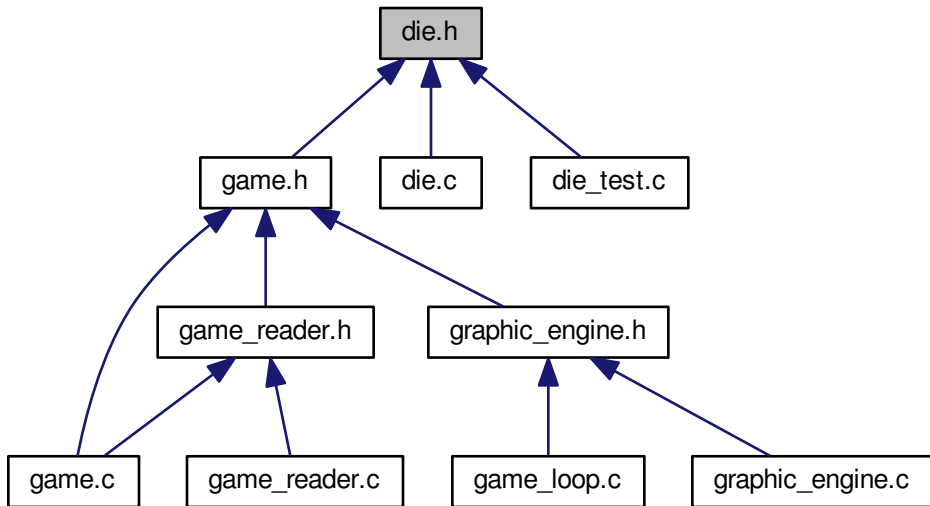 die.h
game.h
die.c
die_test.c
game_reader.h
graphic_engine.h
game.c
game_reader.c
game_loop.c
graphic_engine.c